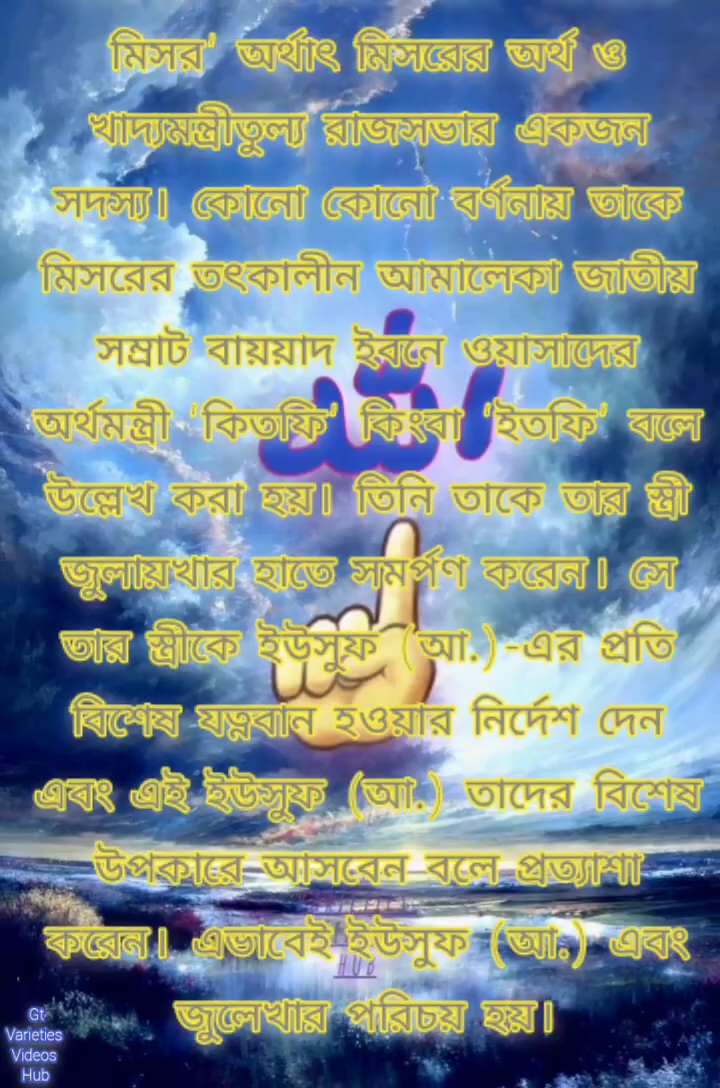 মিসর' অর্থাৎ মিসরের অর্থ ও
খাদ্যমন্ত্রীতুল্য রাজসভার একজন
সদস্য। কোনো কোনো বর্ণনায় তাকে
মিসরের তৎকালীন আমালেকা জাতীয়
সম্রাট বায়য়াদ ইবনে ওয়াসাদের
অর্থমন্ত্রী 'কিতফি' কিংবা 'ইতফি' বলে
উল্লেখ করা হয়। তিনি তাকে তার স্ত্রী
জুলায়খার হাতে সমর্পণ করেন। সে
তার স্ত্রীকে ইউসুফ (আ.)-এর প্রতি
বিশেষ যত্নবান হওয়ার নির্দেশ দেন
এবং এই ইউসুফ (আ.) তাদের বিশেষ
উপকারে আসবেন বলে প্রত্যাশা
করেন। এভাবেই ইউসুফ (আ.) এবং
জুলেখার পরিচয় হয়।
الله
HUB
Gt
Varieties
Videos
Hub